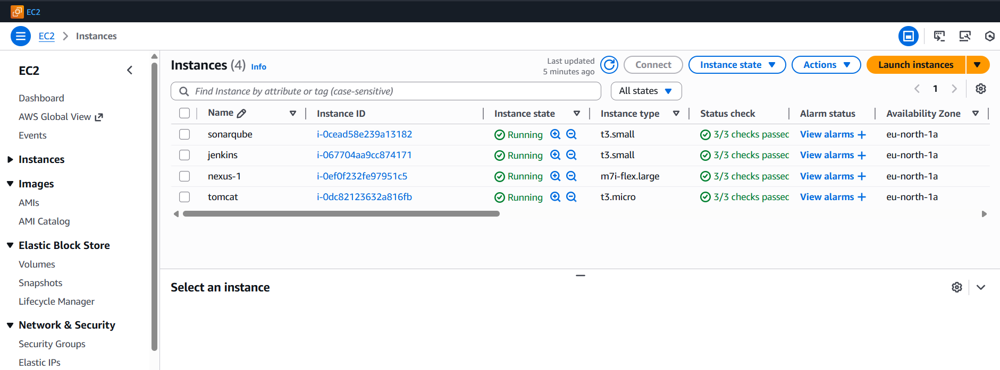 EC2
EC2 Instances
EC2
Dashboard
AWS Global View
Events
Instances
Images
AMIs
AMI Catalog
Elastic Block Store
Volumes
Snapshots
Lifecycle Manager
Network & Security
Security Groups
Elastic IPs
Instances (4) Info
Last updated
5 minutes ago
Connect Instance state Actions Launch instances
Find Instance by attribute or tag (case-sensitive) All states 1
Name Instance ID Instance state Instance type Status check Alarm status Availability Zone
sonarqube i-0cead58e239a13182 Running t3.small 3/3 checks passed View alarms + eu-north-1a
jenkins i-067704aa9cc874171 Running t3.small 3/3 checks passed View alarms + eu-north-1a
nexus-1 i-0ef0f232fe97951c5 Running m7i-flex.large 3/3 checks passed View alarms + eu-north-1a
tomcat i-0dc82123632a816fb Running t3.micro 3/3 checks passed View alarms + eu-north-1a
Select an instance